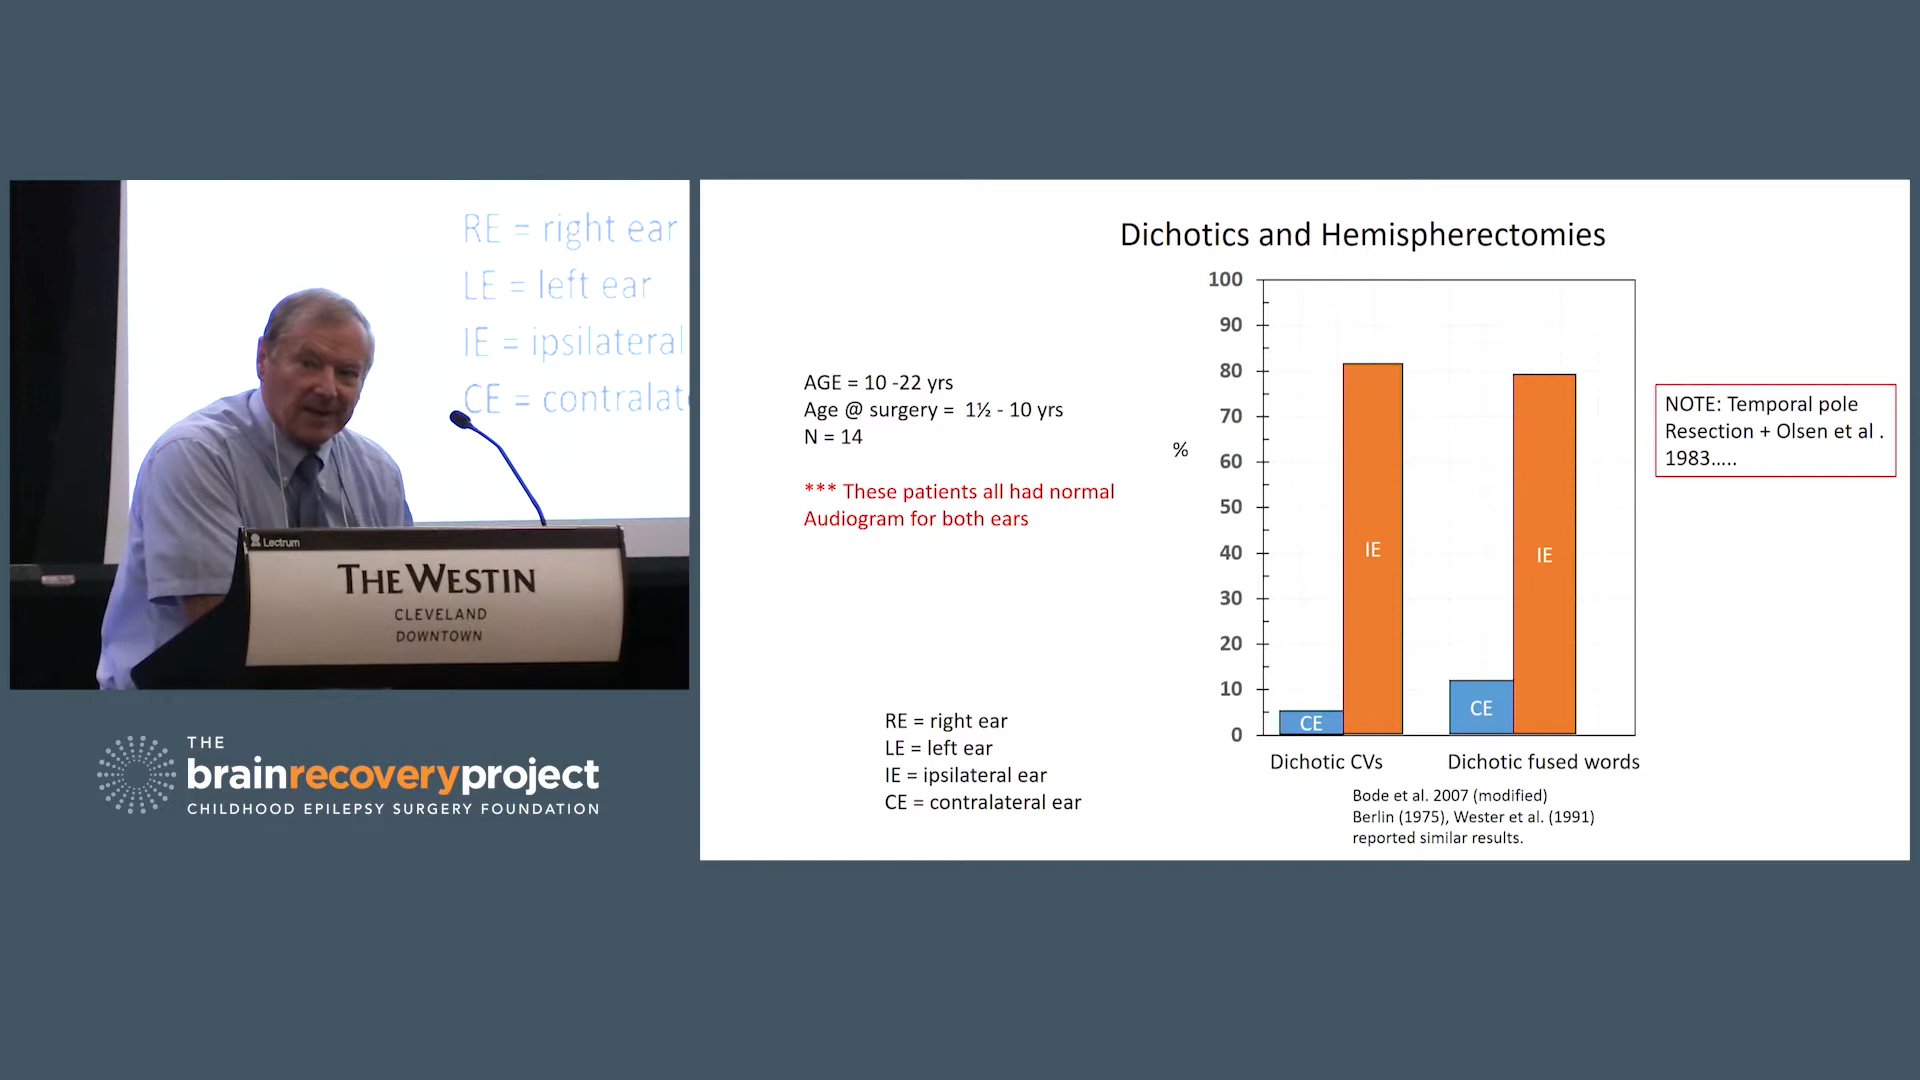 RE = right ear
LE = left ear
IE = ipsilateral
CE = contralat
Lectrum
THE WESTIN
CLEVELAND
DOWNTOWN
THE
brainrecoveryproject
CHILDHOOD EPILEPSY SURGERY FOUNDATION
Dichotics and Hemispherectomies
AGE = 10 -22 yrs
Age @ surgery = 1½ - 10 yrs
N = 14
*** These patients all had normal
Audiogram for both ears
RE = right ear
LE = left ear
IE = ipsilateral ear
CE = contralateral ear
%
100
90
80
70
60
50
40
30
20
10
0
CE
IE
CE
IE
Dichotic CVs
Dichotic fused words
Bode et al. 2007 (modified)
Berlin (1975), Wester et al. (1991)
reported similar results.
NOTE: Temporal pole
Resection + Olsen et al .
1983.....